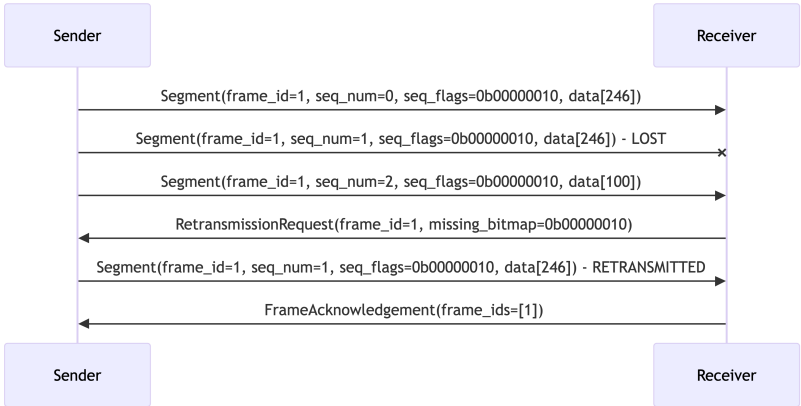 Sender
Receiver
Segment(frame_id=1, seq_num=0, seq_flags=0b00000010, data[246])
Segment(frame_id=1, seq_num=1, seq_flags=0b00000010, data[246]) - LOST
Segment(frame_id=1, seq_num=2, seq_flags=0b00000010, data[100])
RetransmissionRequest(frame_id=1, missing_bitmap=0b00000010)
Segment(frame_id=1, seq_num=1, seq_flags=0b00000010, data[246]) - RETRANSMITTED
FrameAcknowledgement(frame_ids=[1])
Sender
Receiver